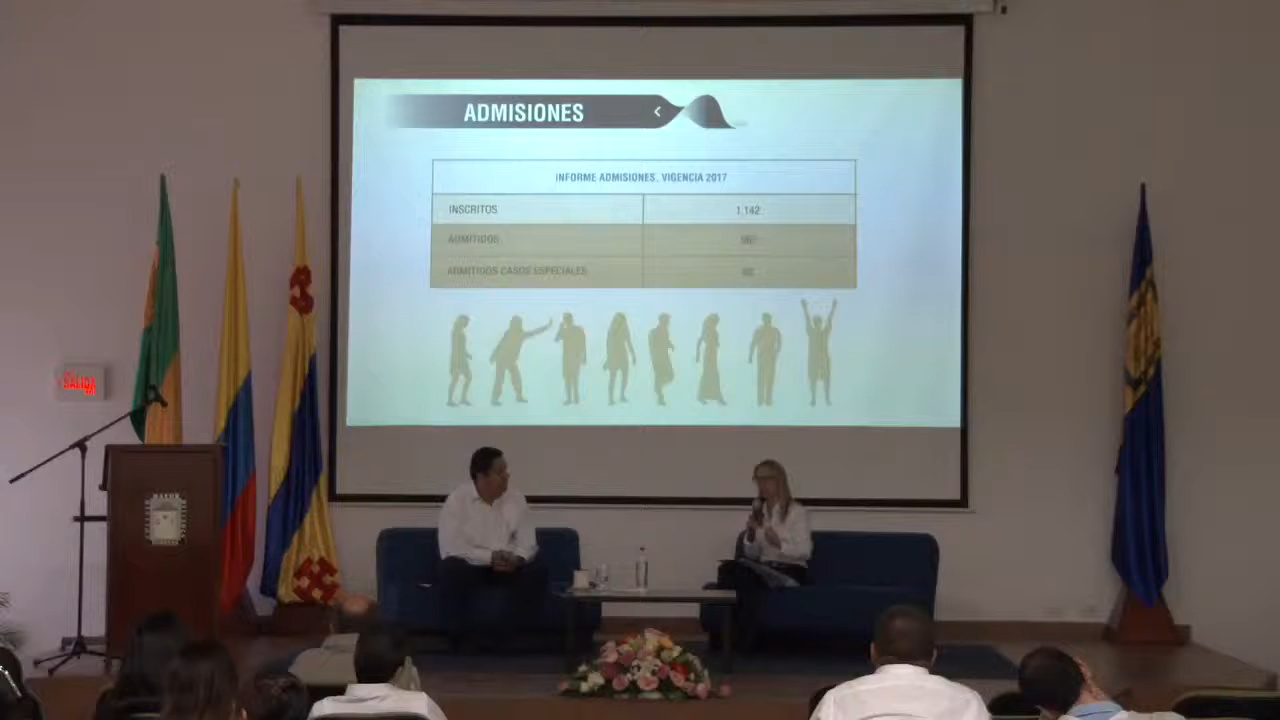 ADMISIONES
INFORME ADMISIONES, VIGENCIA 2017
INSCRITOS 1,142
ADMITIDOS
ADMITIDOS CASOS ESPECIALES
SALIDA